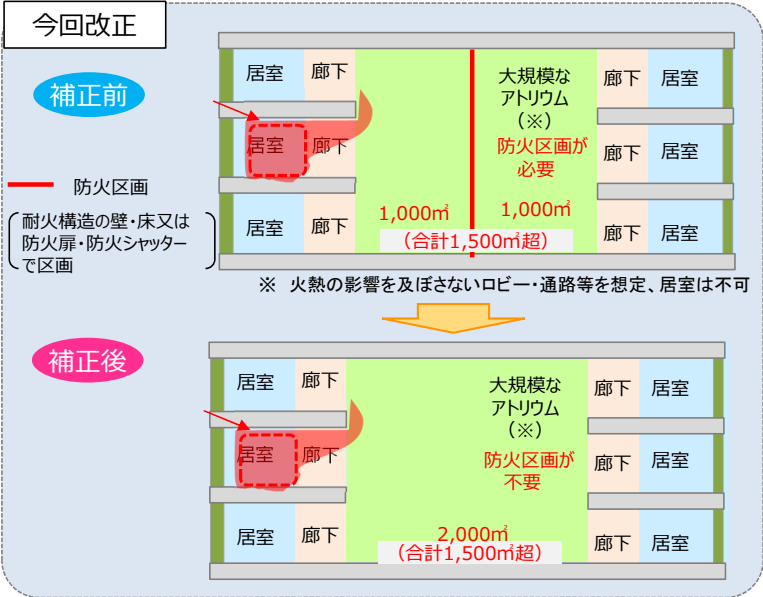 今回改正
補正前
居室 廊下
大規模な
アトリウム
(※)
防火区画が
必要
廊下 居室
居室 廊下
廊下 居室
防火区画
耐火構造の壁・床又は
防火扉・防火シャッター
で区画
居室 廊下
1,000㎡ 1,000㎡
(合計1,500㎡超)
廊下 居室
※ 火熱の影響を及ぼさないロビー・通路等を想定、居室は不可
補正後
居室 廊下
大規模な
アトリウム
(※)
防火区画が
不要
廊下 居室
居室 廊下
廊下 居室
居室 廊下
2,000㎡
(合計1,500㎡超)
廊下 居室